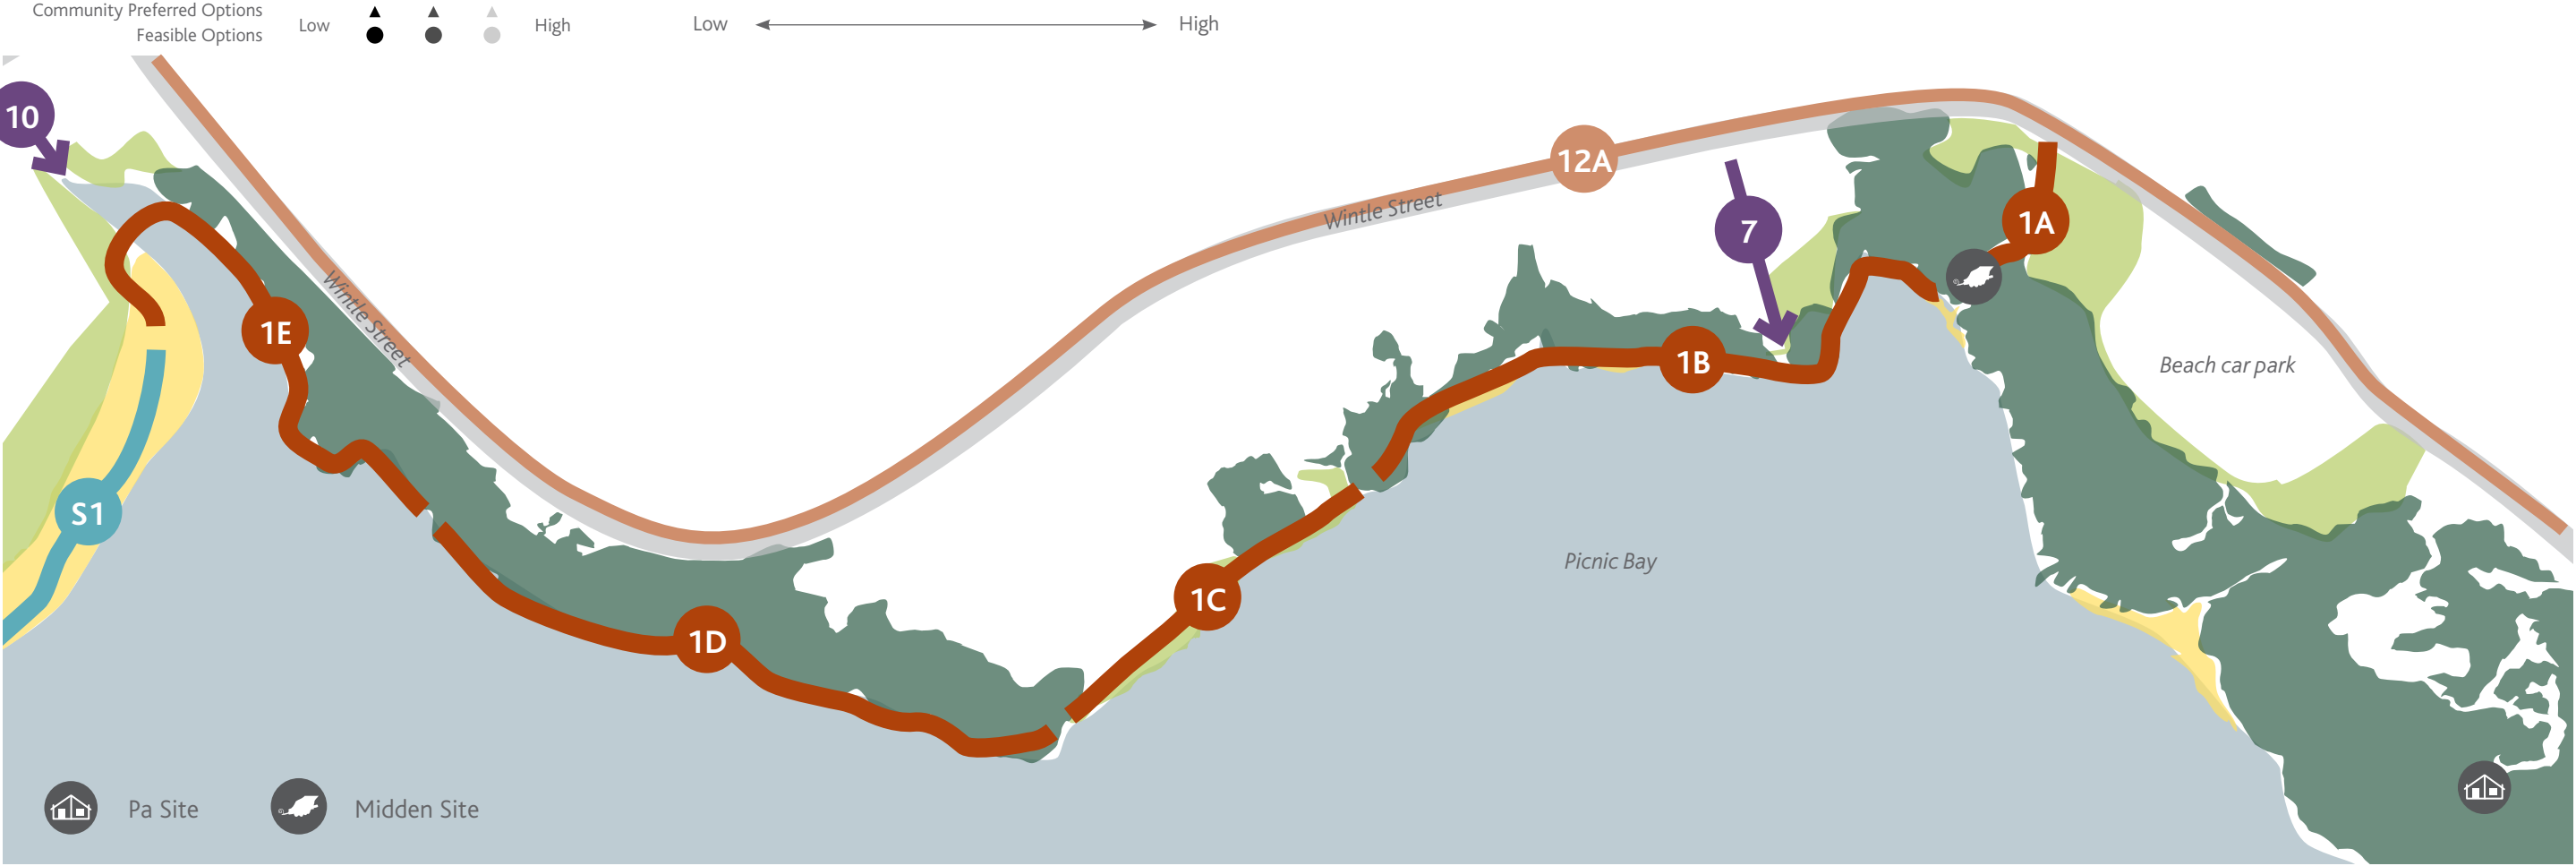 Community Preferred Options
Feasible Options
Low
High
Low
High
10
12A
Wintle Street
7
1A
1E
Wintle Street
1B
Beach car park
S1
Picnic Bay
1C
1D
Pa Site
Midden Site